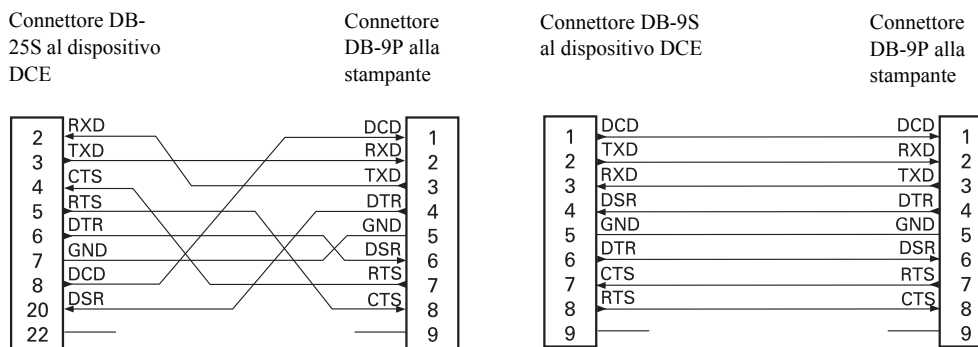 Connettore DB-
25S al dispositivo
DCE
Connettore
DB-9P alla
stampante
2 RXD DCD 1
3 TXD RXD 2
4 CTS TXD 3
5 RTS DTR 4
6 DTR GND 5
7 GND DSR 6
8 DCD RTS 7
20 DSR CTS 8
22 9
Connettore DB-9S
al dispositivo DCE
Connettore
DB-9P alla
stampante
1 DCD DCD 1
2 TXD RXD 2
3 RXD TXD 3
4 DSR DTR 4
5 GND GND 5
6 DTR DSR 6
7 CTS RTS 7
8 RTS CTS 8
9 9